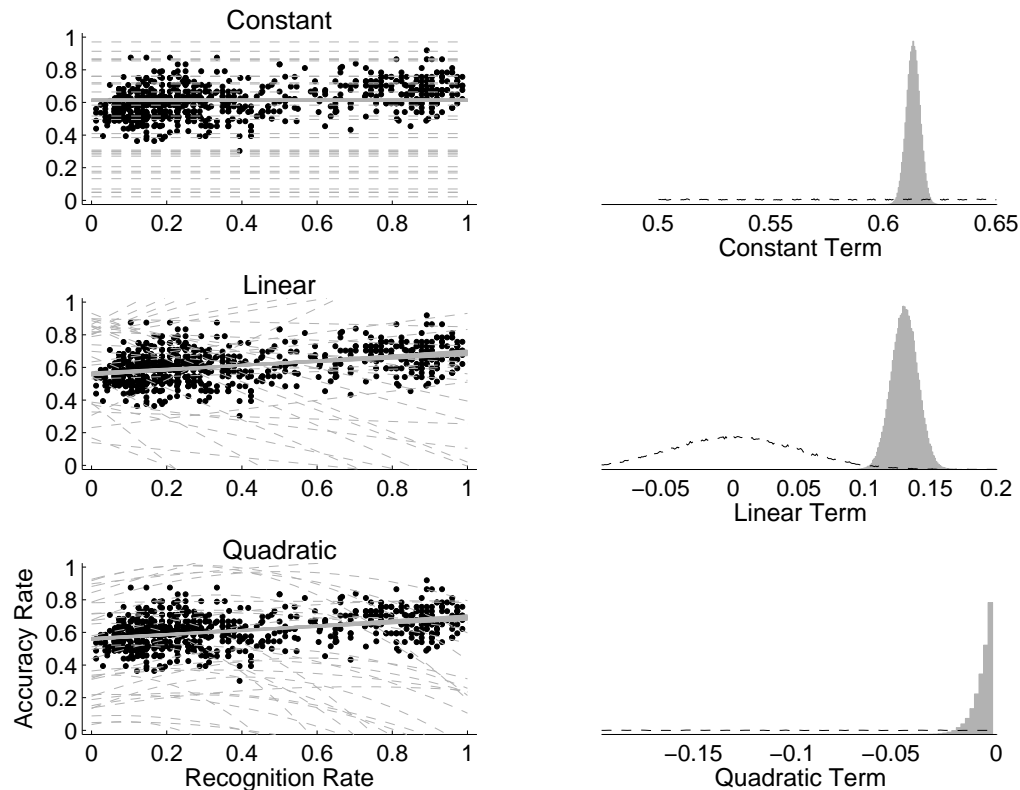 Constant
1
0.8
0.6
0.4
0.2
0
0 0.2 0.4 0.6 0.8 1
0.5 0.55 0.6 0.65
Constant Term
Linear
1
0.8
0.6
0.4
0.2
0
0 0.2 0.4 0.6 0.8 1
−0.05 0 0.05 0.1 0.15 0.2
Linear Term
Quadratic
Accuracy Rate
1
0.8
0.6
0.4
0.2
0
0 0.2 0.4 0.6 0.8 1
Recognition Rate
−0.15 −0.1 −0.05 0
Quadratic Term